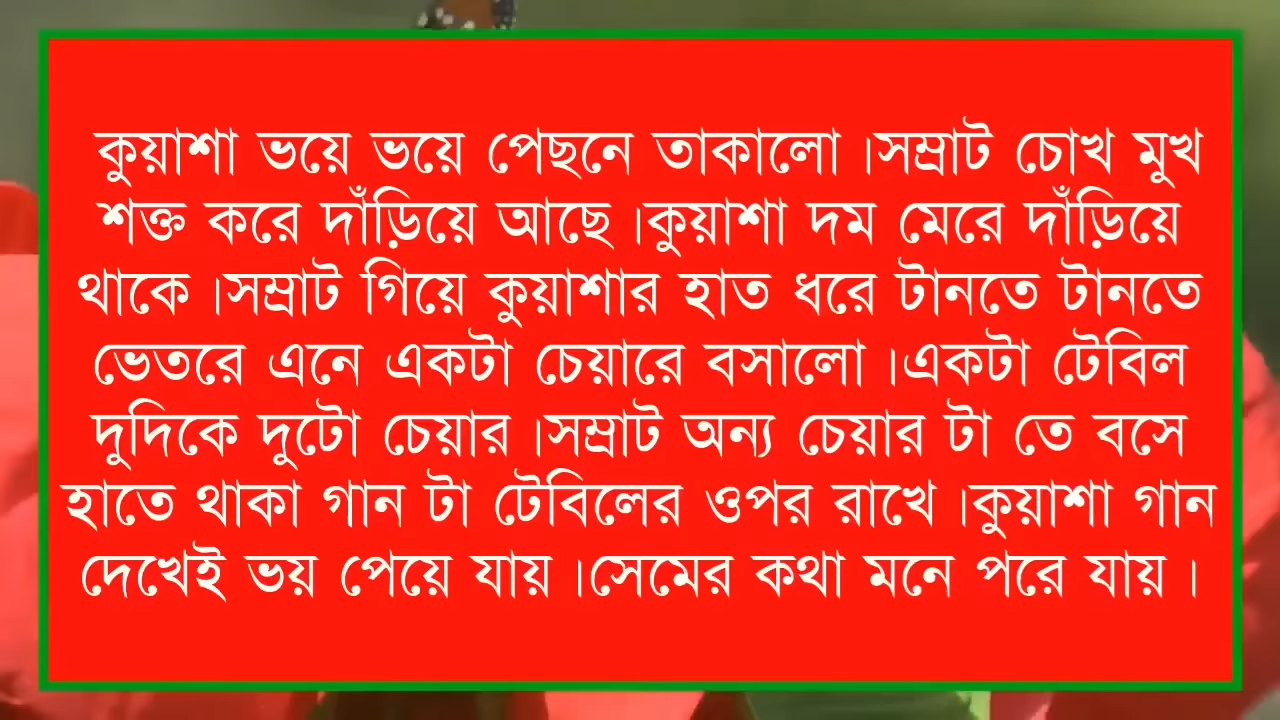 কুয়াশা ভয়ে ভয়ে পেছনে তাকালো ।সম্রাট চোখ মুখ
শক্ত করে দাঁড়িয়ে আছে ।কুয়াশা দম মেরে দাঁড়িয়ে
থাকে ।সম্রাট গিয়ে কুয়াশার হাত ধরে টানতে টানতে
ভেতরে এনে একটা চেয়ারে বসালো ।একটা টেবিল
দুদিকে দুটো চেয়ার ।সম্রাট অন্য চেয়ার টা তে বসে
হাতে থাকা গান টা টেবিলের ওপর রাখে ।কুয়াশা গান
দেখেই ভয় পেয়ে যায় ।সেমের কথা মনে পরে যায় ।